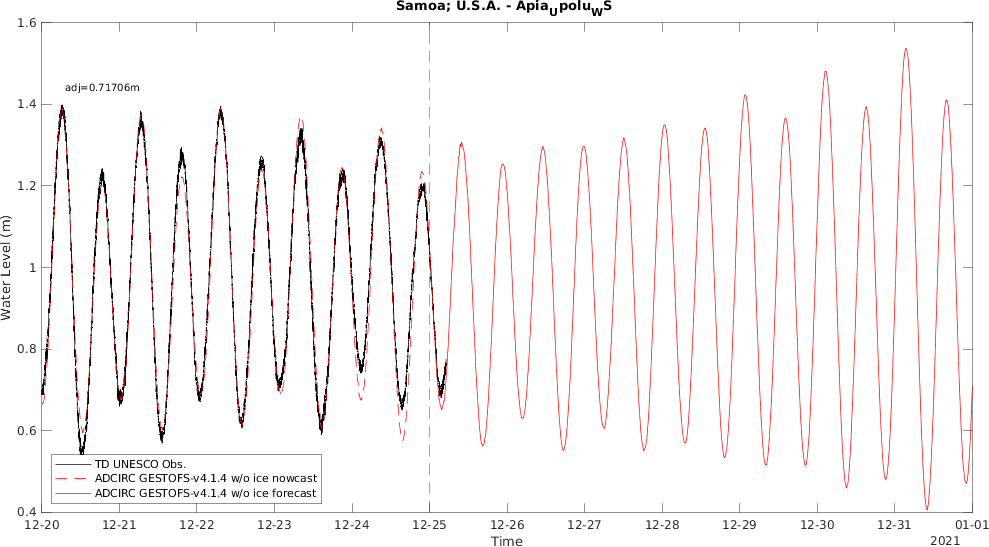 Samoa; U.S.A. - ApiaUpoluWS
1.6
adj=0.71706m
1.4
1.2
1
0.8
0.6
0.4
Water Level (m)
TD UNESCO Obs.
ADCIRC GESTOFS-v4.1.4 w/o ice nowcast
ADCIRC GESTOFS-v4.1.4 w/o ice forecast
12-20 12-21 12-22 12-23 12-24 12-25 12-26 12-27 12-28 12-29 12-30 12-31 01-01
Time
2021